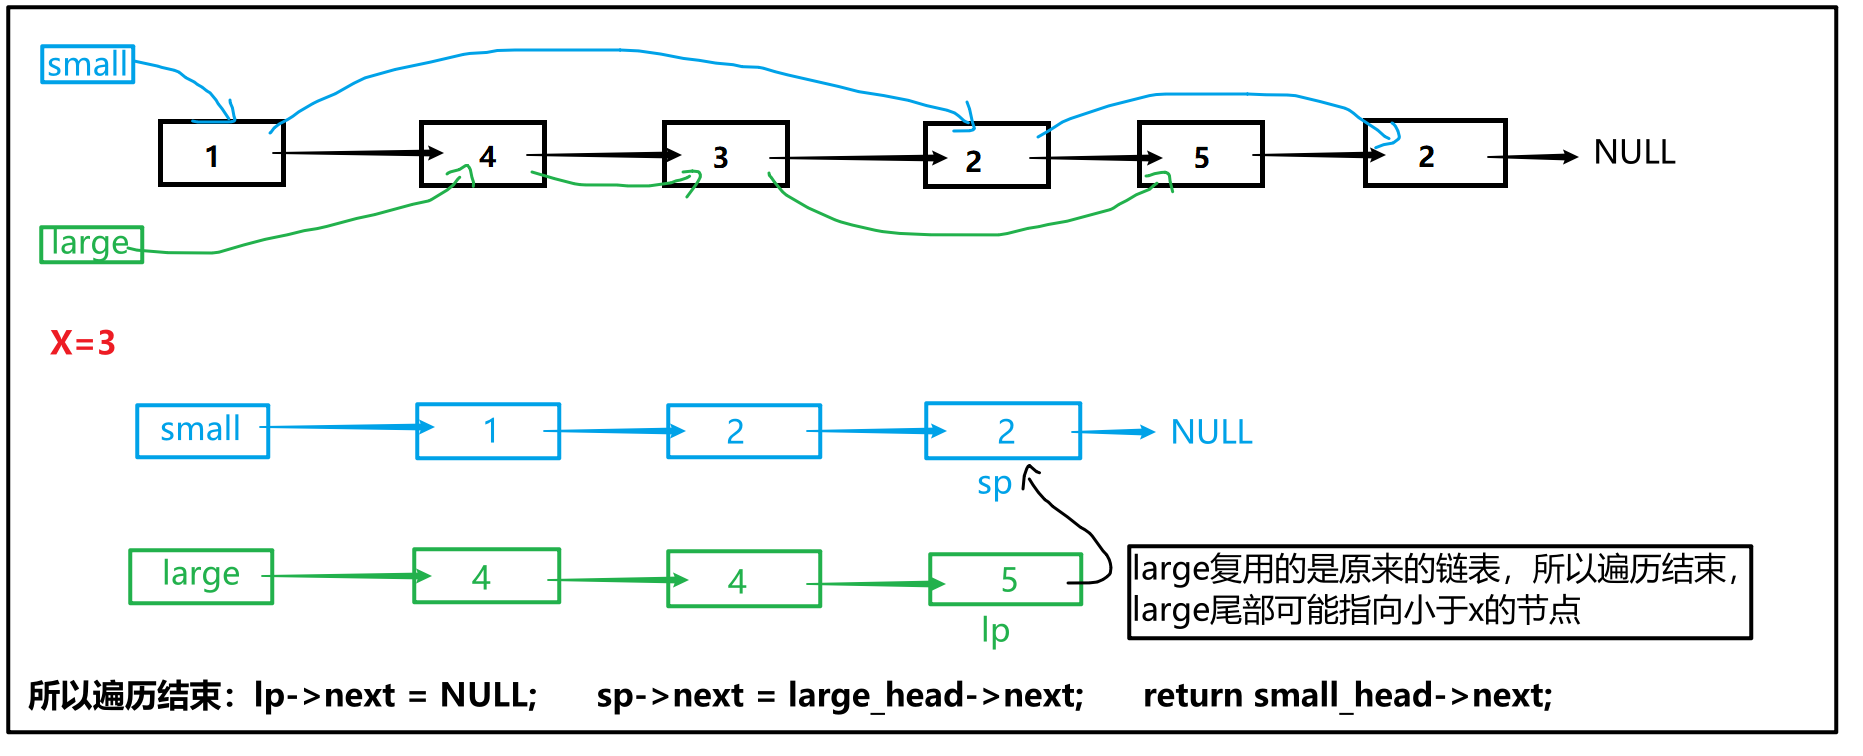 small
1 4 3 2 5 2 NULL
large
X=3
small 1 2 2 NULL
sp
large 4 4 5
lp
large复用的是原来的链表，所以遍历结束，
large尾部可能指向小于x的节点
所以遍历结束：lp->next = NULL; sp->next = large_head->next; return small_head->next;